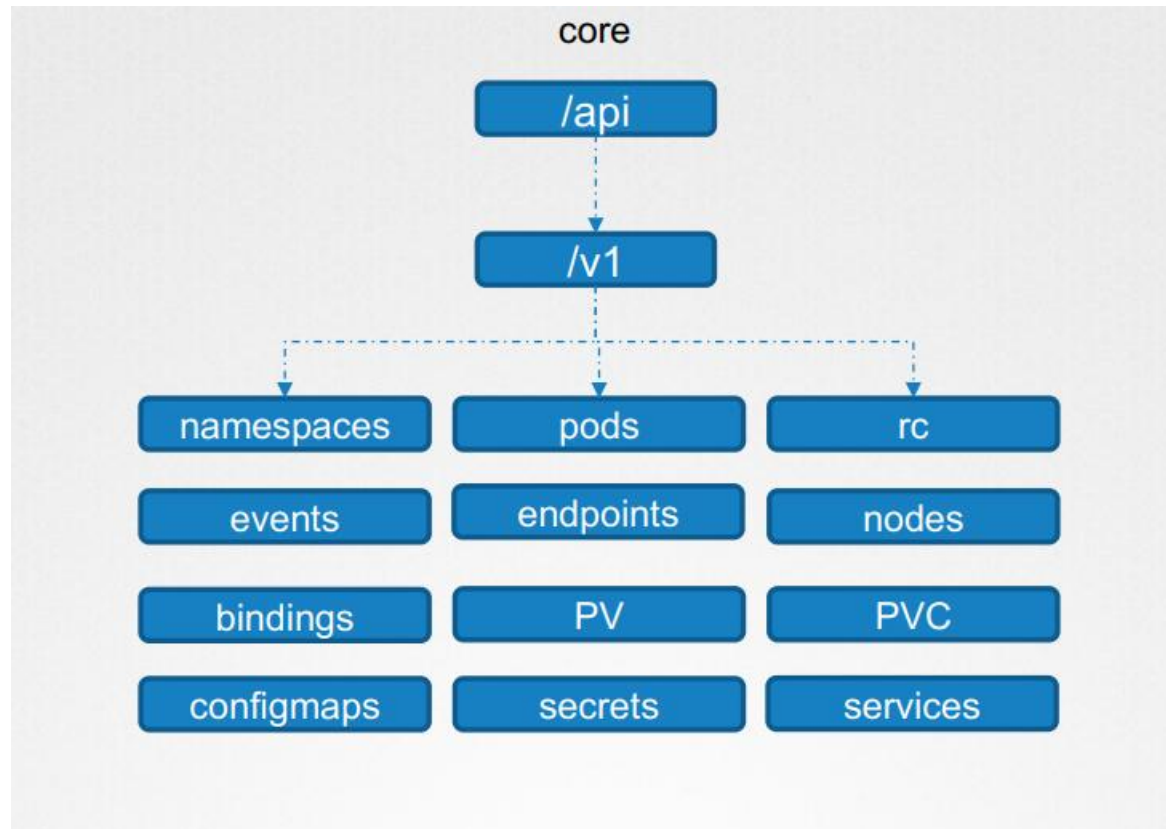 core
/api
/v1
namespaces
pods
rc
events
endpoints
nodes
bindings
PV
PVC
configmaps
secrets
services